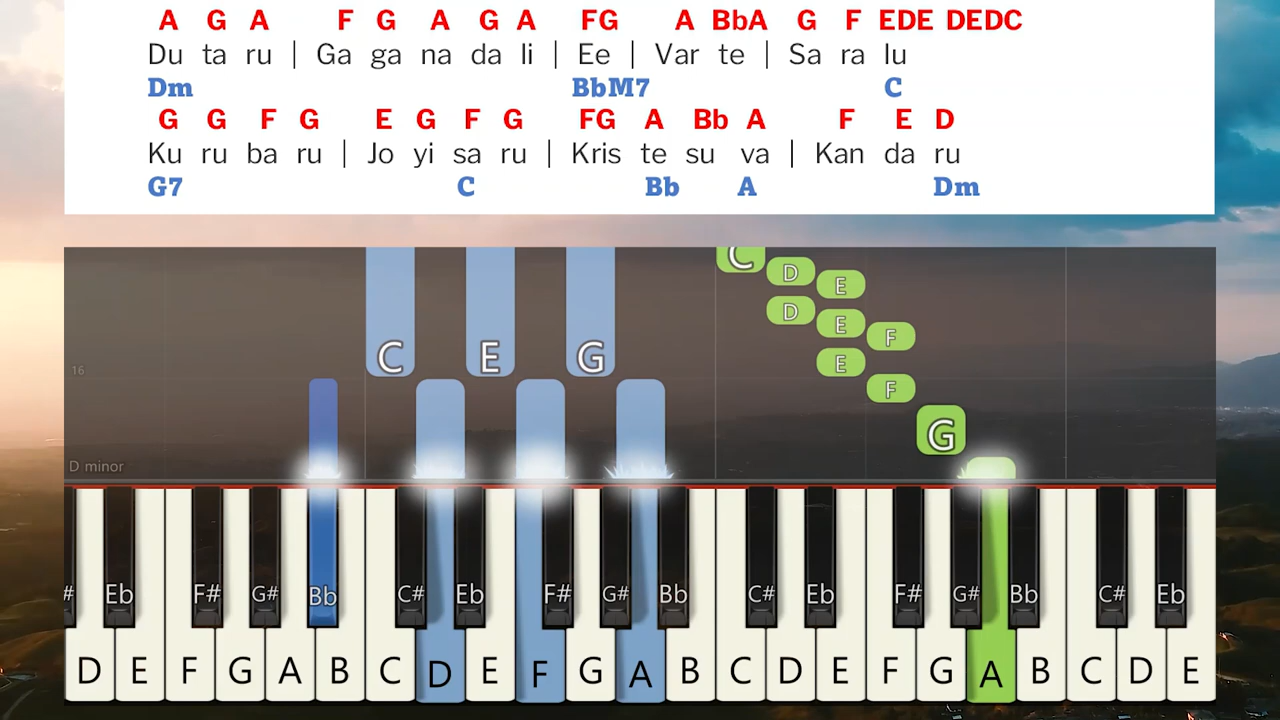 A G A F G A G A FG A BbA G F EDE DEDC
Du ta ru | Ga ga na da li | Ee | Var te | Sa ra lu
Dm BbM7 C
G G F G E G F G FG A Bb A F E D
Ku ru ba ru | Jo yi sa ru | Kris te su va | Kan da ru
G7 C Bb A Dm
C D E
D E F
C E G E
16 F
G
D minor
# Eb F# G# Bb C# Eb F# G# Bb C# Eb F# G# Bb C# Eb
D E F G A B C D E F G A B C D E F G A B C D E